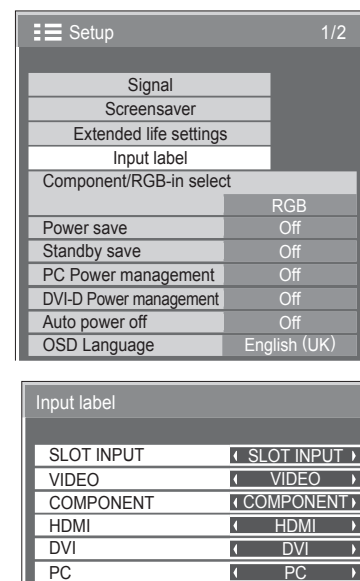 Setup 1/2
Signal
Screensaver
Extended life settings
Input label
Component/RGB-in select
RGB
Power save Off
Standby save Off
PC Power management Off
DVI-D Power management Off
Auto power off Off
OSD Language English (UK)
Input label
SLOT INPUT SLOT INPUT
VIDEO VIDEO
COMPONENT COMPONENT
HDMI HDMI
DVI DVI
PC PC